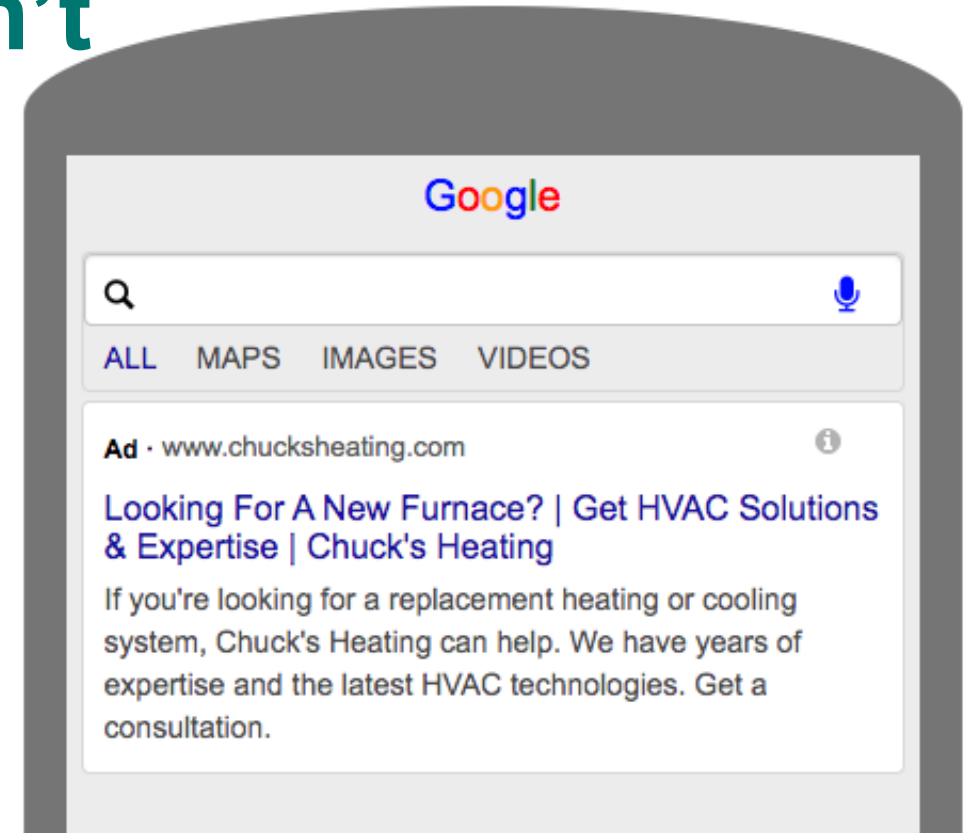 n't
Google
ALL MAPS IMAGES VIDEOS
Ad · www.chucksheating.com
Looking For A New Furnace? | Get HVAC Solutions
& Expertise | Chuck's Heating
If you're looking for a replacement heating or cooling
system, Chuck's Heating can help. We have years of
expertise and the latest HVAC technologies. Get a
consultation.